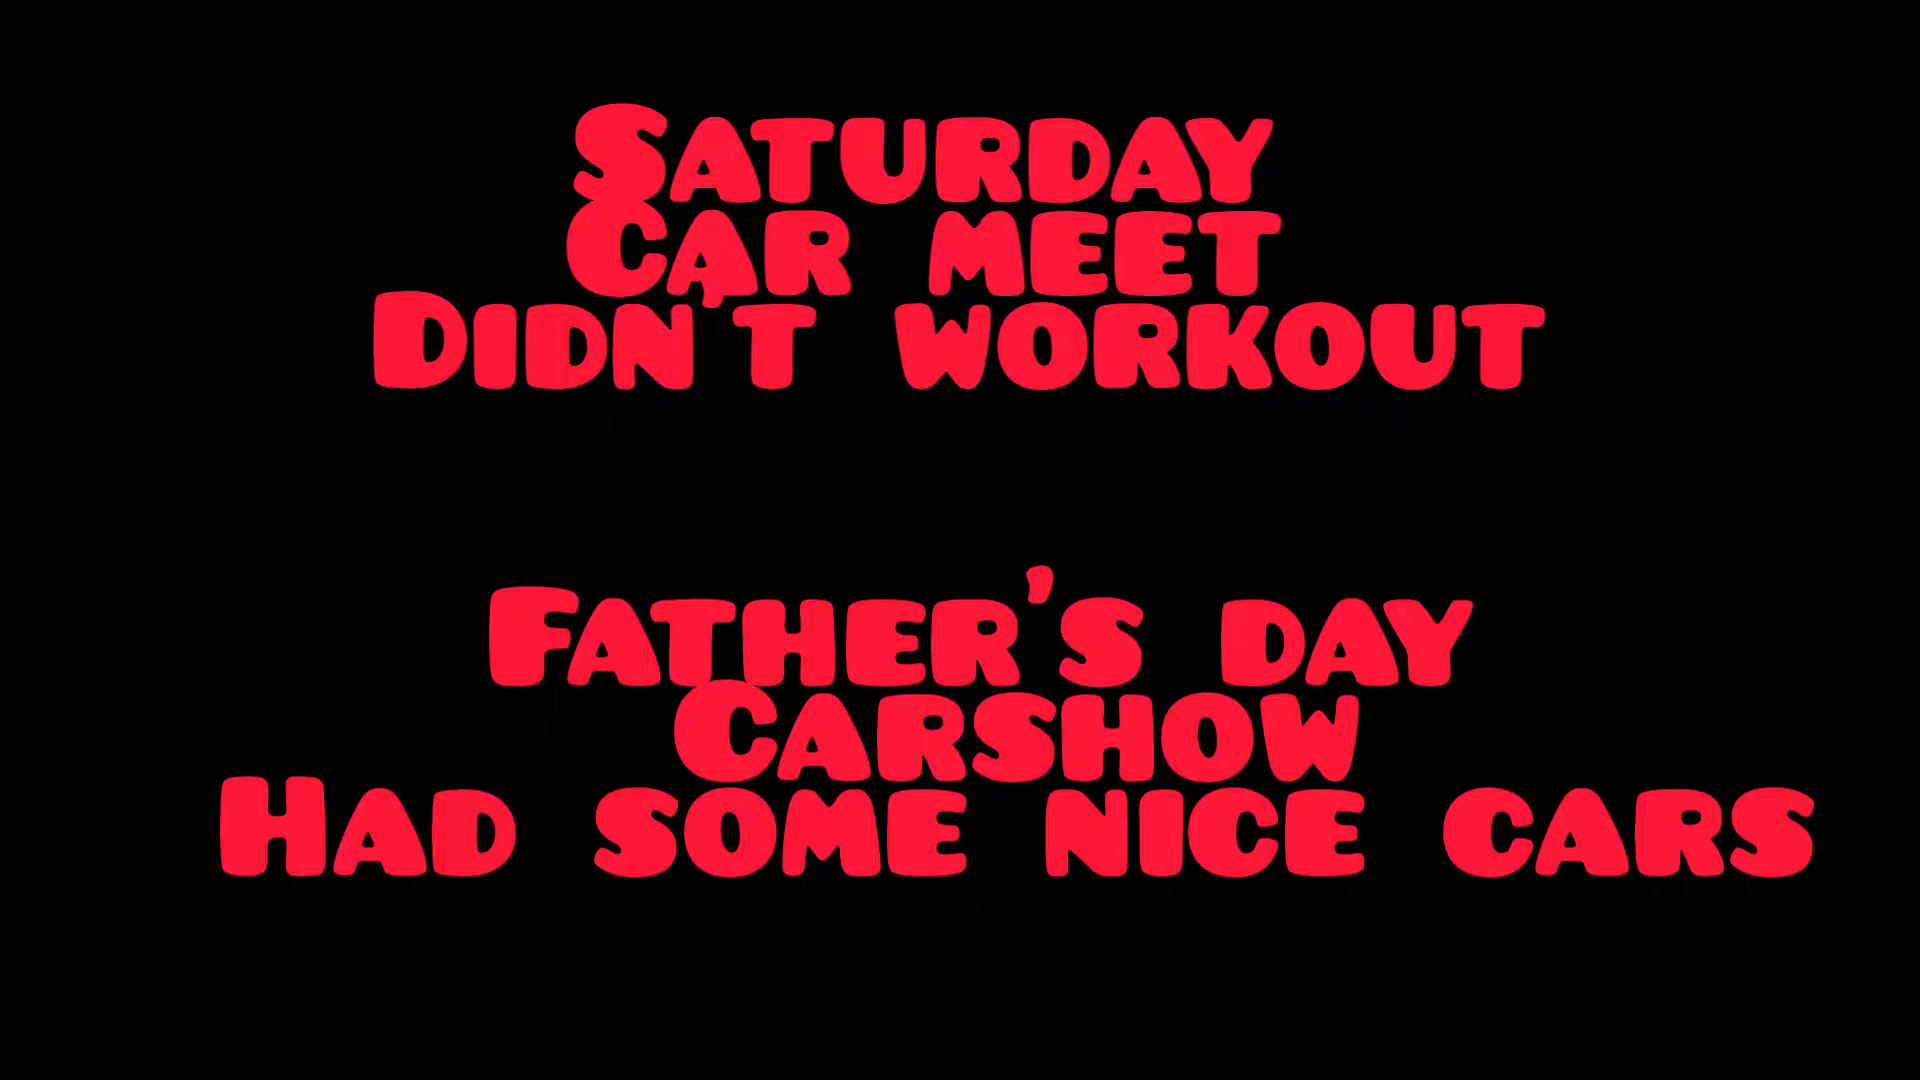 Saturday
Car meet
Didn't workout
Father's day
Carshow
Had some nice cars